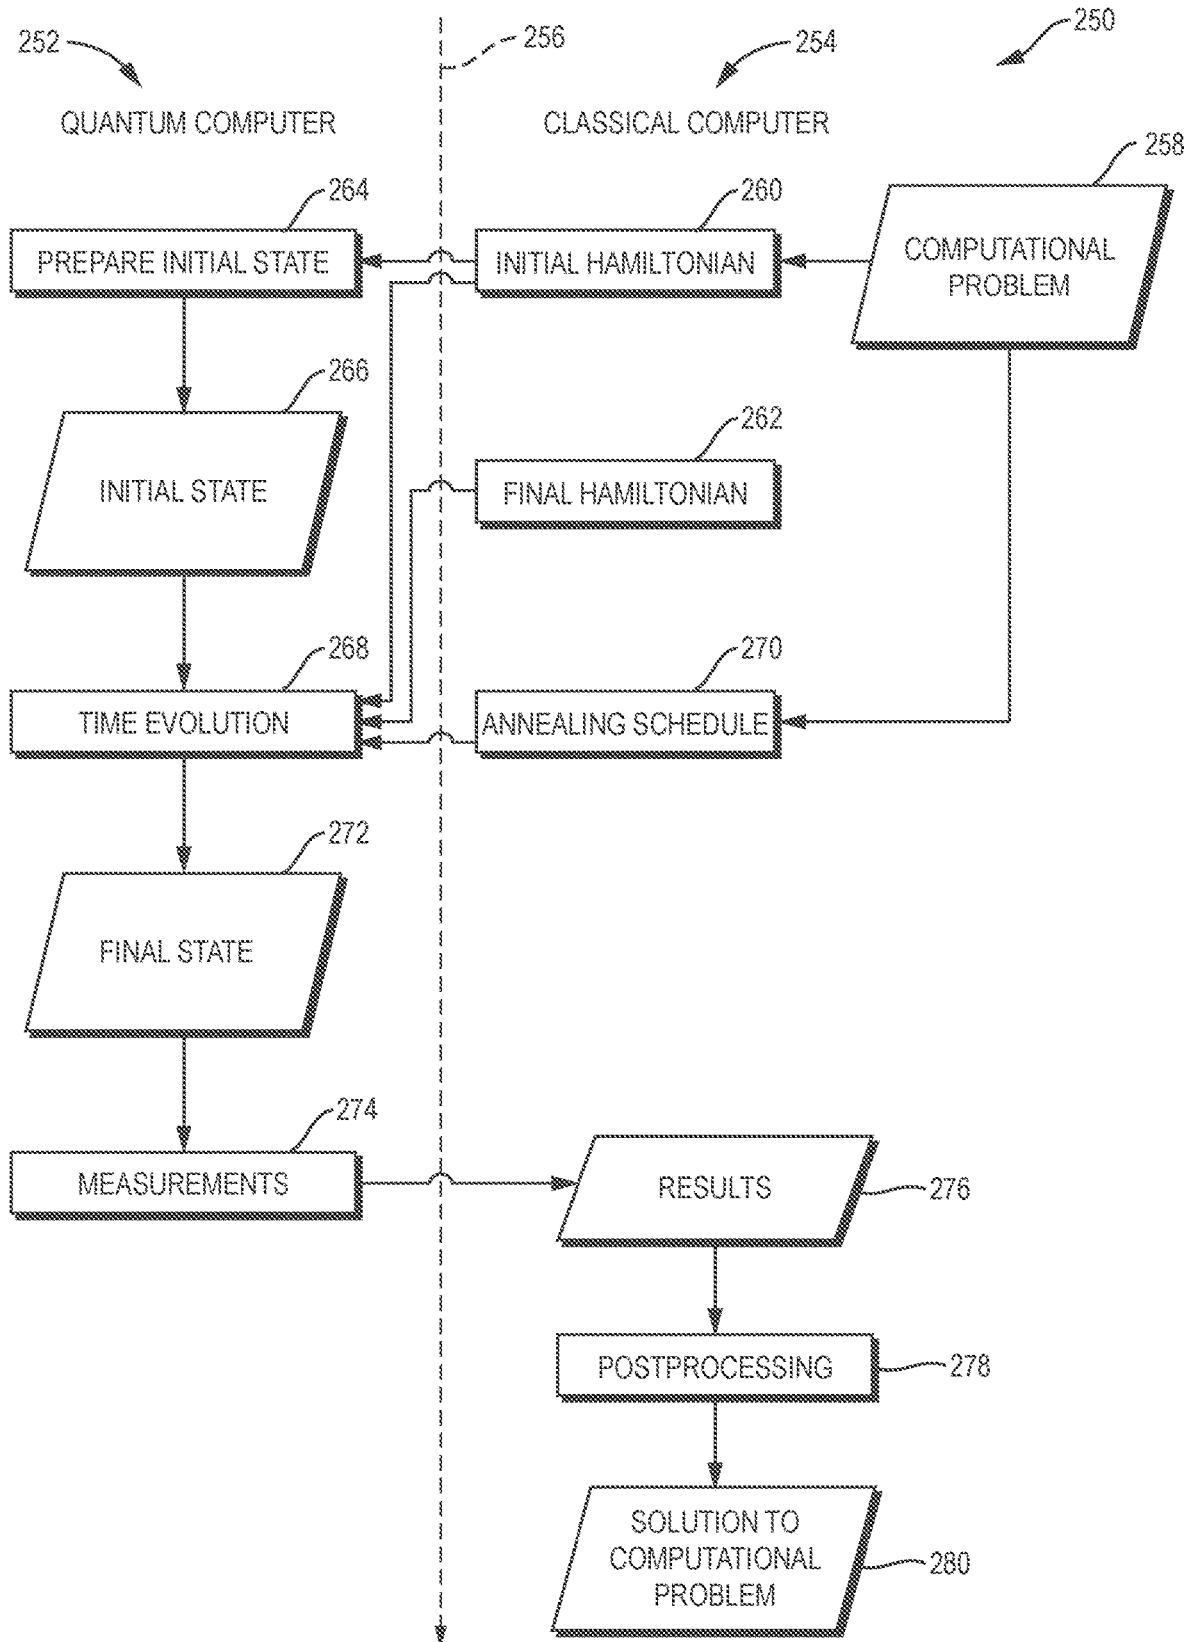 252
256
254
250
QUANTUM COMPUTER
CLASSICAL COMPUTER
258
264
260
PREPARE INITIAL STATE
INITIAL HAMILTONIAN
COMPUTATIONAL
PROBLEM
266
262
INITIAL STATE
FINAL HAMILTONIAN
268
270
TIME EVOLUTION
ANNEALING SCHEDULE
272
FINAL STATE
274
MEASUREMENTS
RESULTS
276
POSTPROCESSING
278
SOLUTION TO
COMPUTATIONAL
PROBLEM
280